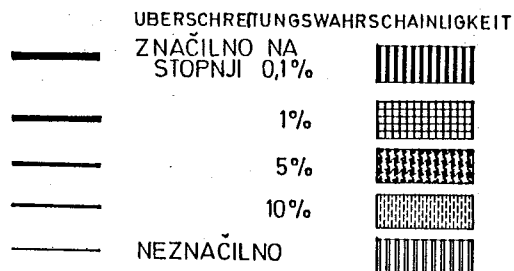 UBERSCHREITUNGSWAHRSCHAINLIGKEIT
ZNAČILNO NA
STOPNJI 0,1%
1%
5%
10%
NEZNAČILNO